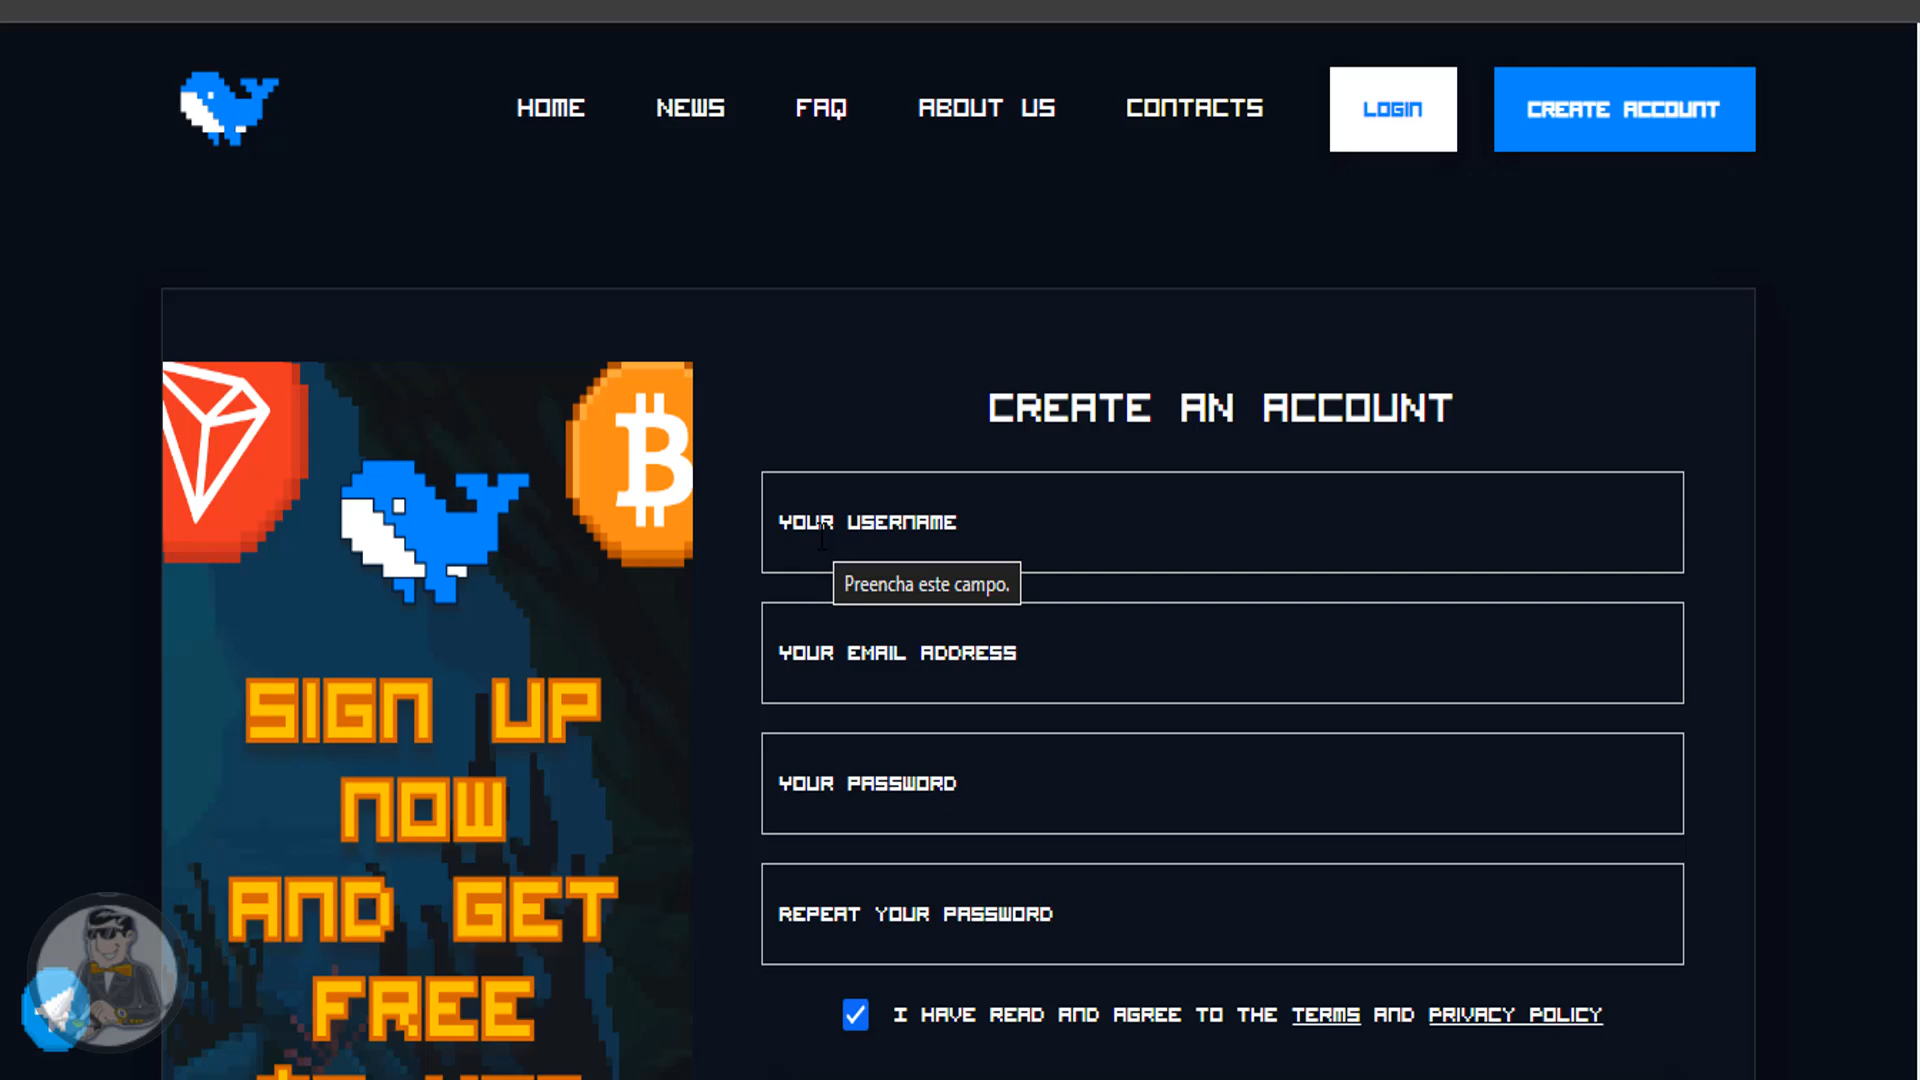 HOME NEWS FAQ ABOUT US CONTACTS LOGIN CREATE ACCOUNT
CREATE AN ACCOUNT
YOUR USERNAME
Preencha este campo.
YOUR EMAIL ADDRESS
YOUR PASSWORD
REPEAT YOUR PASSWORD
I HAVE READ AND AGREE TO THE TERMS AND PRIVACY POLICY
SIGN UP
NOW
AND GET
FREE